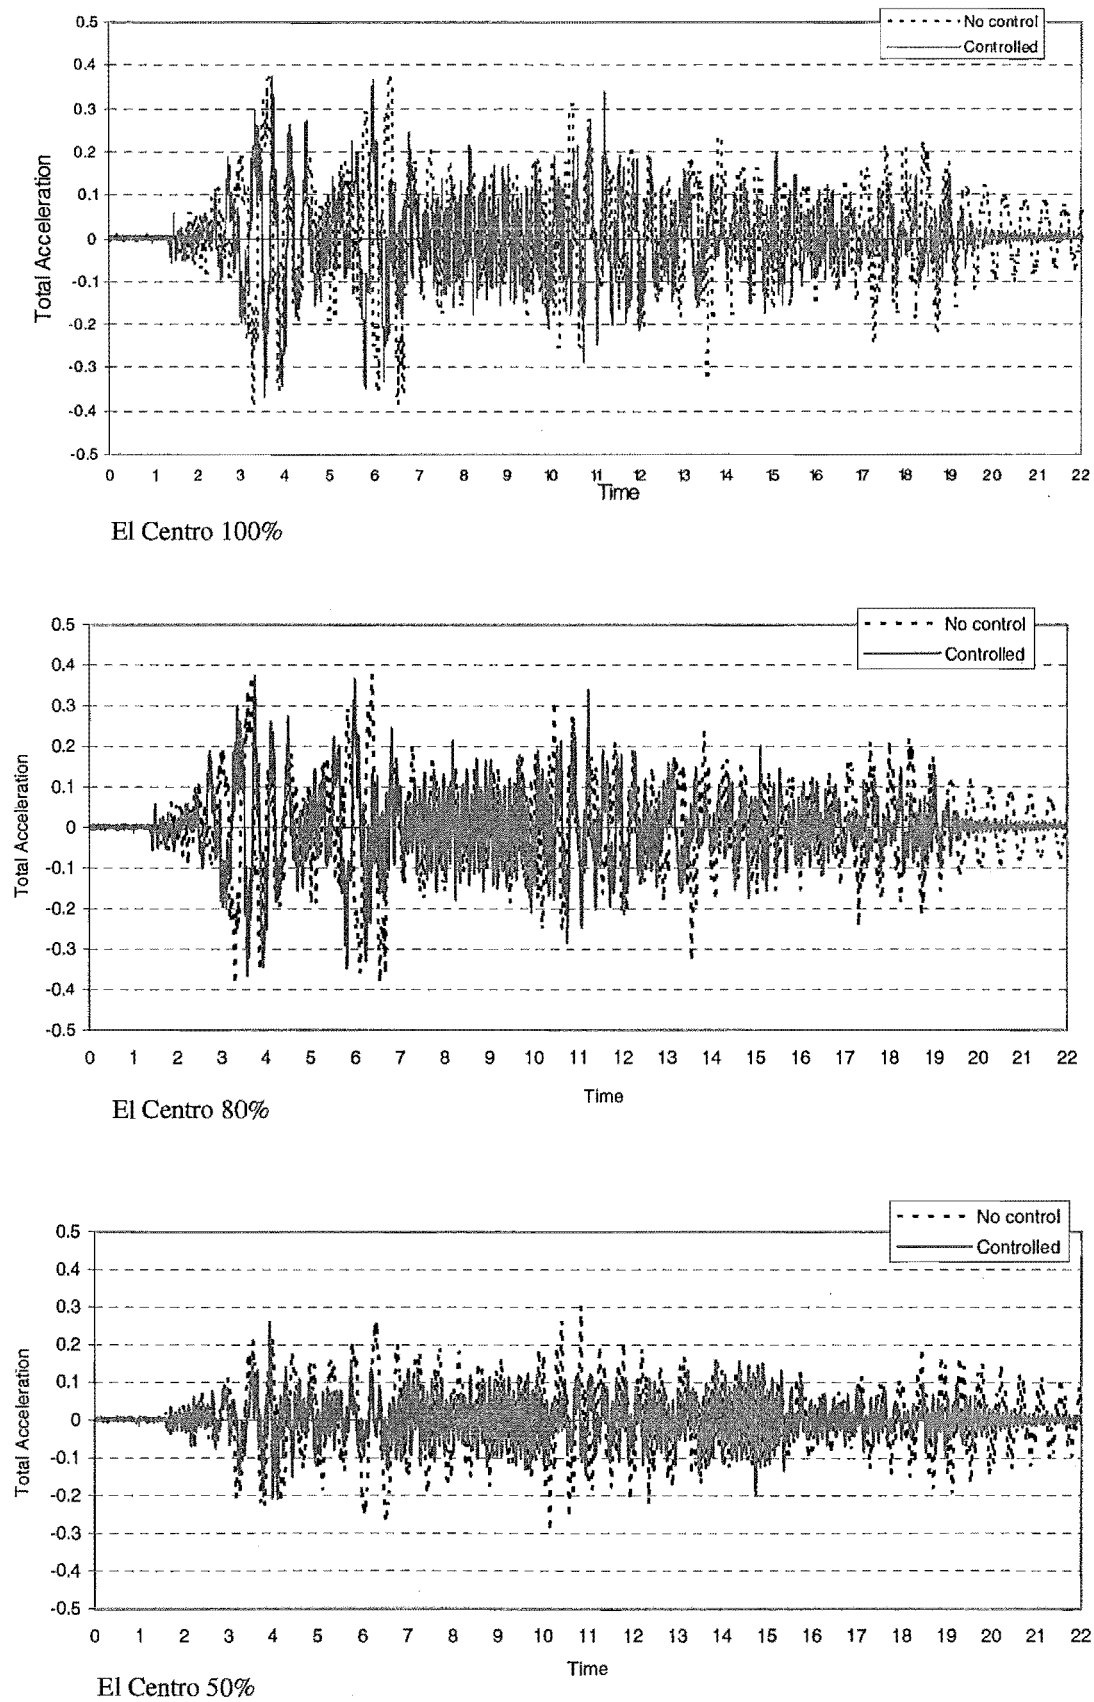 0.5
No control
Controlled
0.4
0.3
0.2
0.1
0
-0.1
-0.2
-0.3
-0.4
-0.5
Total Acceleration
0 1 2 3 4 5 6 7 8 9 10 11 12 13 14 15 16 17 18 19 20 21 22
Time
El Centro 100%
0.5
No control
Controlled
0.4
0.3
0.2
0.1
0
-0.1
-0.2
-0.3
-0.4
-0.5
Total Acceleration
0 1 2 3 4 5 6 7 8 9 10 11 12 13 14 15 16 17 18 19 20 21 22
Time
El Centro 80%
0.5
No control
Controlled
0.4
0.3
0.2
0.1
0
-0.1
-0.2
-0.3
-0.4
-0.5
Total Acceleration
0 1 2 3 4 5 6 7 8 9 10 11 12 13 14 15 16 17 18 19 20 21 22
Time
El Centro 50%